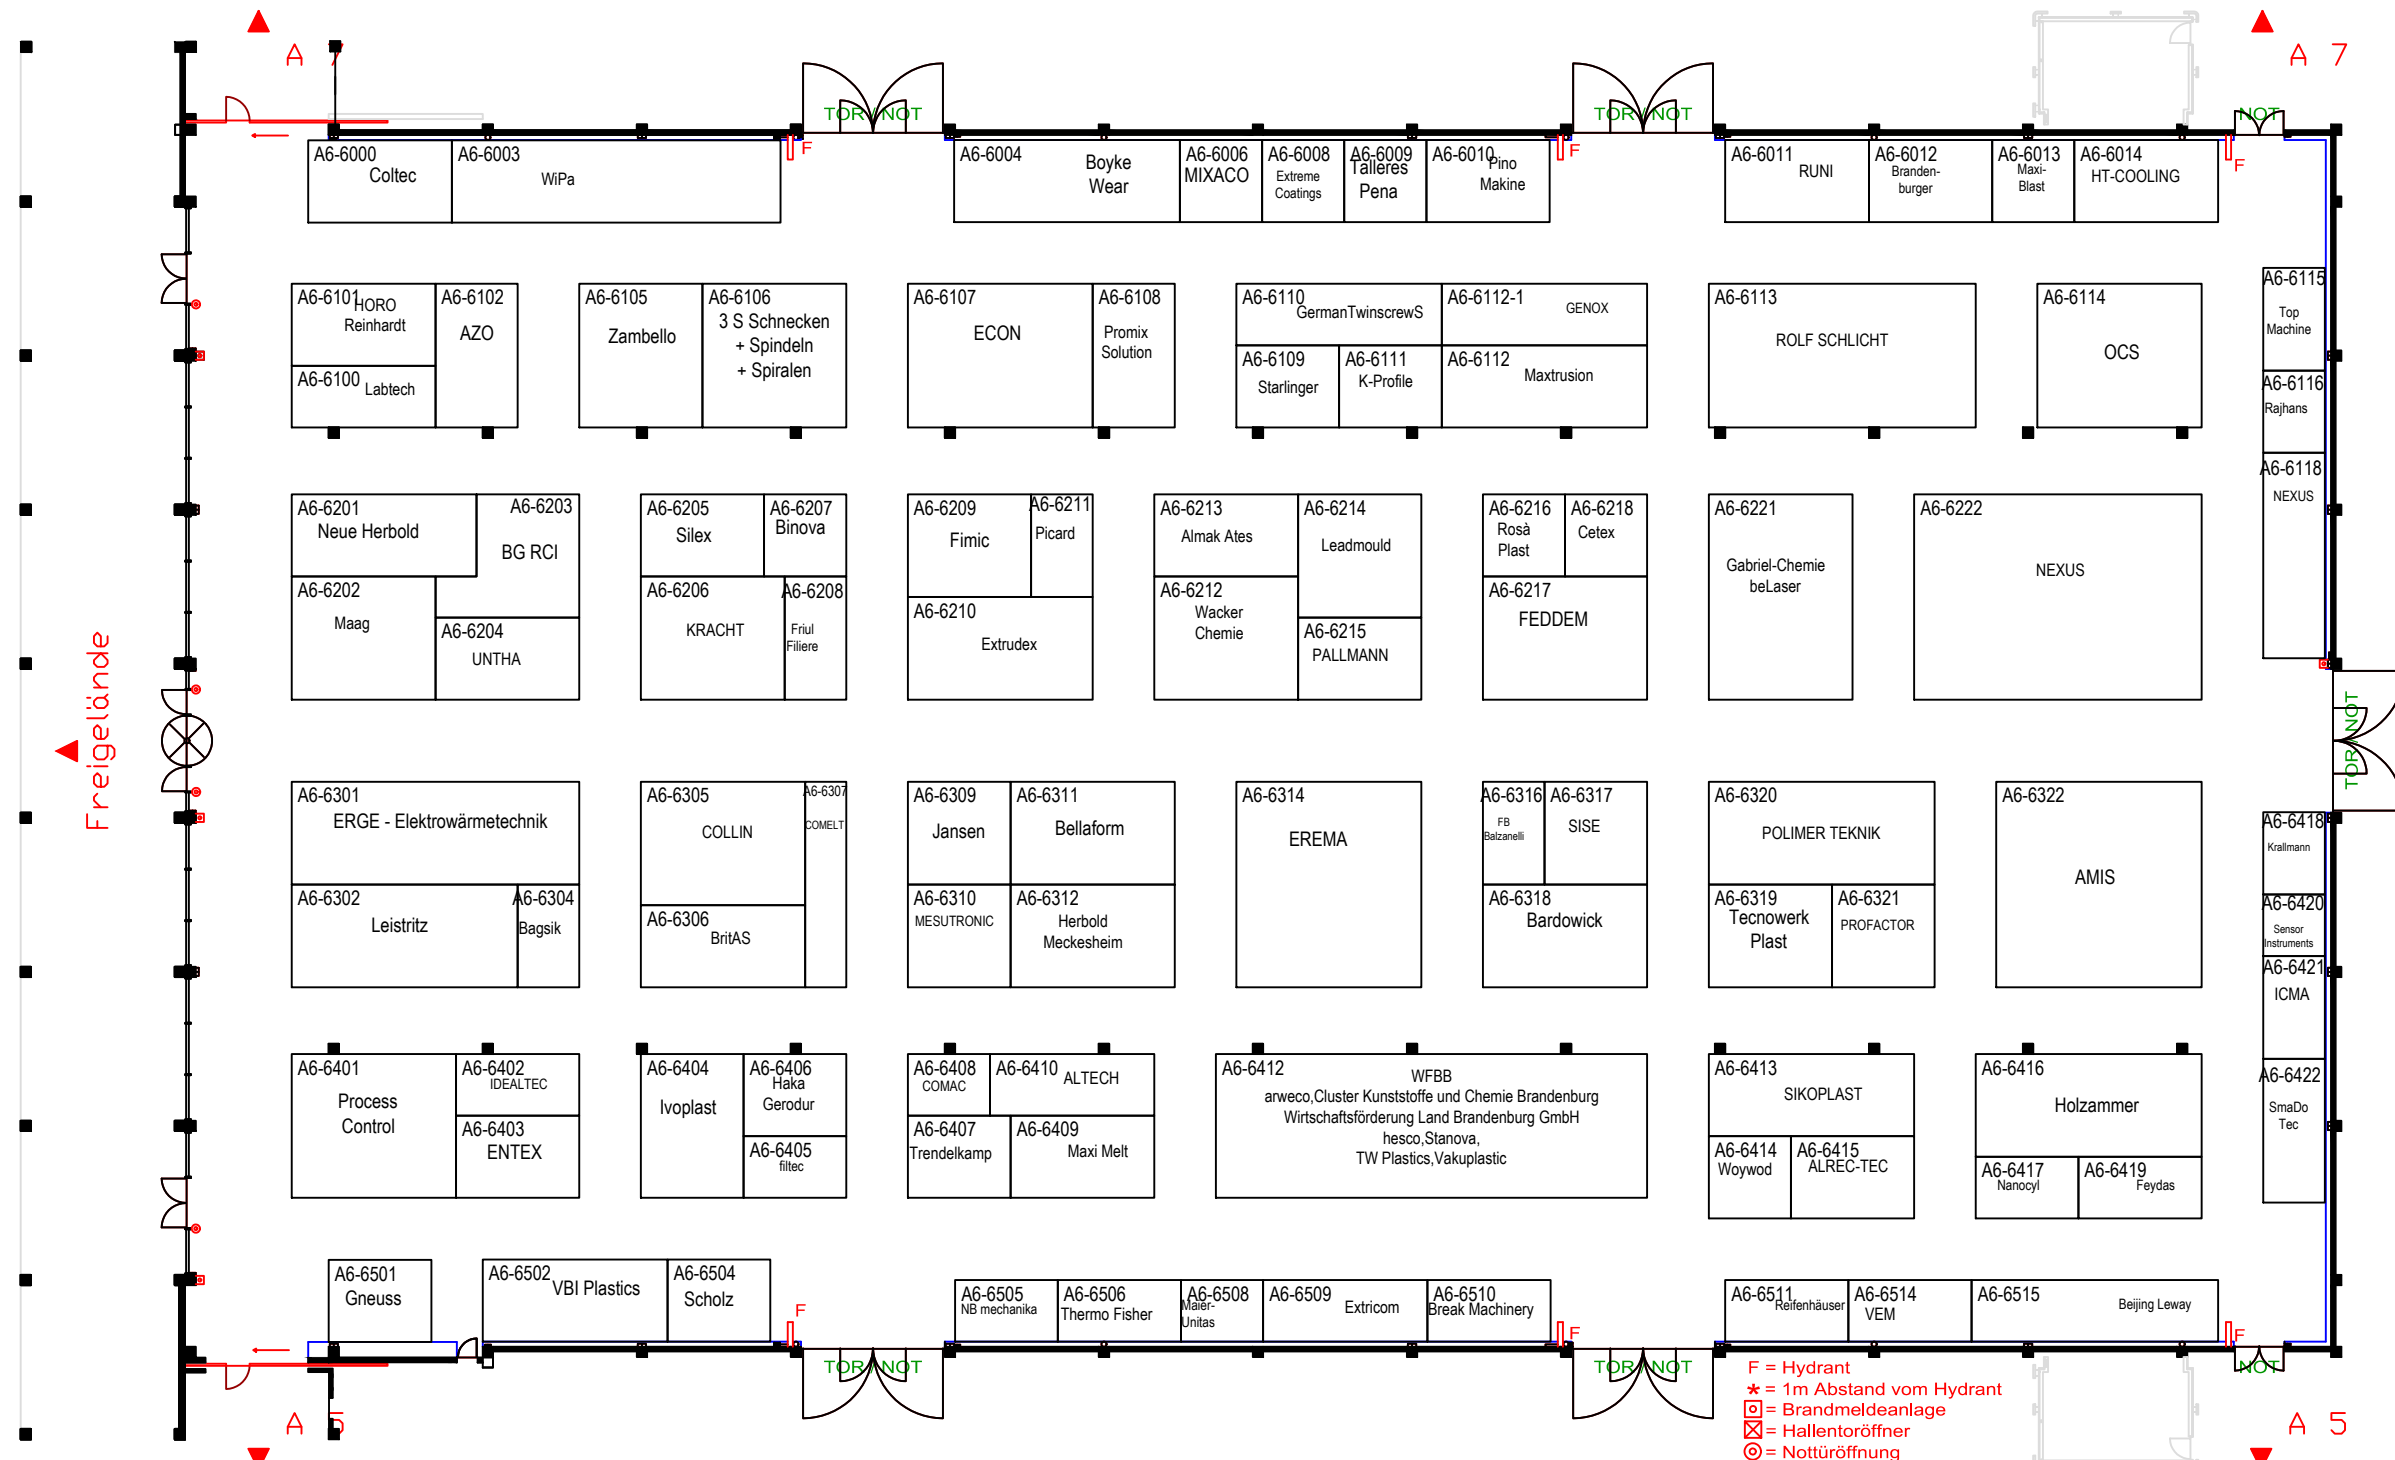 A 7
A 7
TOR / NOT
TOR / NOT
NOT
A6-6000
Coltec
A6-6003
WiPa
F
A6-6004
Boyke
Wear
A6-6006
MIXACO
A6-6008
Extreme
Coatings
A6-6009
Talleres
Pena
A6-6010
Pino
Makine
F
A6-6011
RUNI
A6-6012
Branden-
burger
A6-6013
Maxi-
Blast
A6-6014
HT-COOLING
F
A6-6101
HORO
Reinhardt
A6-6100
Labtech
A6-6102
AZO
A6-6105
Zambello
A6-6106
3 S Schnecken
+ Spindeln
+ Spiralen
A6-6107
ECON
A6-6108
Promix
Solution
A6-6110
GermanTwinscrewS
A6-6109
Starlinger
A6-6111
K-Profile
A6-6112-1
GENOX
A6-6112
Maxtrusion
A6-6113
ROLF SCHLICHT
A6-6114
OCS
A6-6115
Top
Machine
A6-6116
Rajhans
A6-6118
NEXUS
A6-6201
Neue Herbold
A6-6203
BG RCI
A6-6202
Maag
A6-6204
UNTHA
A6-6205
Silex
A6-6207
Binova
A6-6206
KRACHT
A6-6208
Friul
Filiere
A6-6209
Fimic
A6-6211
Picard
A6-6210
Extrudex
A6-6213
Almak Ates
A6-6214
Leadmould
A6-6212
Wacker
Chemie
A6-6215
PALLMANN
A6-6216
Rosà
Plast
A6-6218
Cetex
A6-6217
FEDDEM
A6-6221
Gabriel-Chemie
beLaser
A6-6222
NEXUS
Freigelände
TOR / NOT
A6-6301
ERGE - Elektrowärmetechnik
A6-6302
Leistritz
A6-6304
Bagsik
A6-6305
COLLIN
A6-6307
COMELT
A6-6306
BritAS
A6-6309
Jansen
A6-6311
Bellaform
A6-6310
MESUTRONIC
A6-6312
Herbold
Meckesheim
A6-6314
EREMA
A6-6316
FB
Balzanelli
A6-6317
SISE
A6-6318
Bardowick
A6-6320
POLIMER TEKNIK
A6-6319
Tecnowerk
Plast
A6-6321
PROFACTOR
A6-6322
AMIS
A6-6418
Krallmann
A6-6420
Sensor
Instruments
A6-6421
ICMA
A6-6422
SmaDo
Tec
A6-6401
Process
Control
A6-6402
IDEALTEC
A6-6403
ENTEX
A6-6404
Ivoplast
A6-6406
Haka
Gerodur
A6-6405
filtec
A6-6408
COMAC
A6-6410
ALTECH
A6-6407
Trendelkamp
A6-6409
Maxi Melt
A6-6412
WFBB
arweco,Cluster Kunststoffe und Chemie Brandenburg
Wirtschaftsförderung Land Brandenburg GmbH
hesco,Stanova,
TW Plastics,Vakuplastic
A6-6413
SIKOPLAST
A6-6414
Woywod
A6-6415
ALREC-TEC
A6-6416
Holzammer
A6-6417
Nanocyl
A6-6419
Feydas
A6-6501
Gneuss
A6-6502
VBI Plastics
A6-6504
Scholz
F
A6-6505
NB mechanika
A6-6506
Thermo Fisher
A6-6508
Maier-
Unitas
A6-6509
Extricom
A6-6510
Break Machinery
F
A6-6511
Reifenhäuser
A6-6514
VEM
A6-6515
Beijing Leway
F
TOR / NOT
TOR / NOT
NOT
F = Hydrant
* = 1m Abstand vom Hydrant
= Brandmeldeanlage
= Hallentoröffner
= Nottüröffnung
A 5
A 5